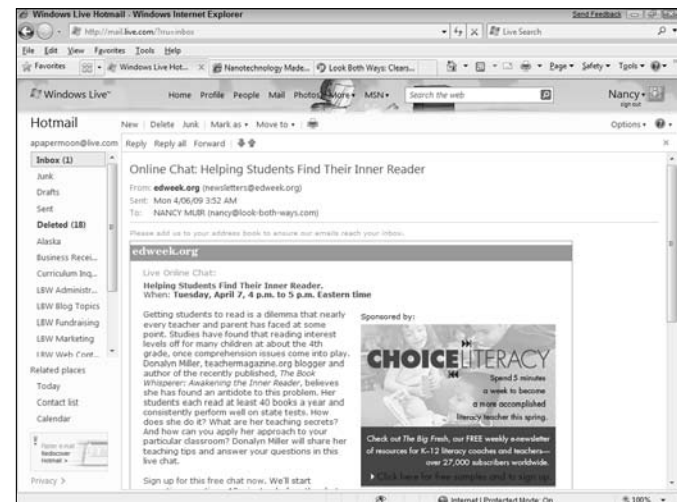 Windows Live Hotmail - Windows Internet Explorer
Send Feedback
http://mail.live.com/?rru=inbox
Live Search
File Edit View Favorites Tools Help
Favorites
Windows Live Hot...
Nanotechnology Made...
Look Both Ways: Clears...
Page Safety Tools
Windows Live™
Home Profile People Mail Photos More MSN
Search the web
Nancy
sign out
Hotmail
New Delete Junk Mark as Move to
Options
apapermoon@live.com
Reply Reply all Forward
Inbox (1)
Junk
Drafts
Sent
Deleted (18)
Alaska
Business Recei...
Curriculum Inq...
LBW Administr...
LBW Blog Topics
LBW Fundraising
LBW Marketing
LBW Web Cont...
Related places
Today
Contact list
Calendar
Rediscover
Hotmail
Privacy
Online Chat: Helping Students Find Their Inner Reader
From: edweek.org (newsletters@edweek.org)
Sent: Mon 4/06/09 3:52 AM
To: NANCY MUIR (nancy@look-both-ways.com)
Please add us to your address book to ensure our emails reach your inbox.
edweek.org
Live Online Chat:
Helping Students Find Their Inner Reader.
When: Tuesday, April 7, 4 p.m. to 5 p.m. Eastern time
Getting students to read is a dilemma that nearly
every teacher and parent has faced at some
point. Studies have found that reading interest
levels off for many children at about the 4th
grade, once comprehension issues come into play.
Donalyn Miller, teachermagazine.org blogger and
author of the recently published, The Book
Whisperer: Awakening the Inner Reader, believes
she has found an antidote to this problem. Her
students each read at least 40 books a year and
consistently perform well on state tests. How
does she do it? What are her teaching secrets?
And how can you apply her approach to your
particular classroom? Donalyn Miller will share her
teaching tips and answer your questions in this
live chat.
Sign up for this free chat now. We'll start
Sponsored by:
CHOICELITERACY
Spend 5 minutes
a week to become
a more accomplished
literacy teacher this spring.
Check out The Big Fresh, our FREE weekly e-newsletter
of resources for K-12 literacy coaches and teachers—
over 27,000 subscribers worldwide.
Click here for free samples and to sign up.
Internet | Protected Mode: On
100%